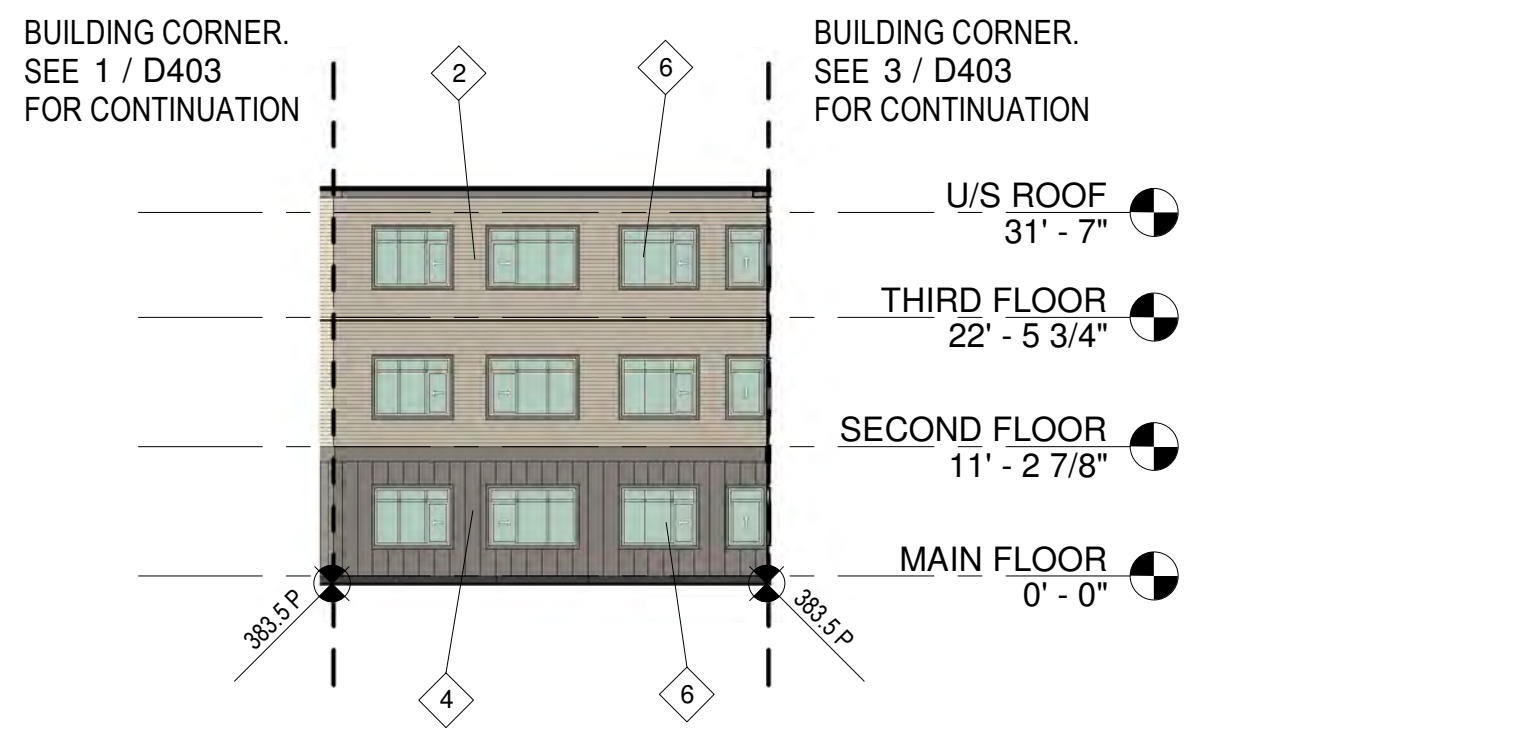 BUILDING CORNER.
SEE 1 / D403
FOR CONTINUATION
2
6
BUILDING CORNER.
SEE 3 / D403
FOR CONTINUATION
U/S ROOF
31' - 7"
THIRD FLOOR
22' - 5 3/4"
SECOND FLOOR
11' - 2 7/8"
MAIN FLOOR
0' - 0"
383.5 P
383.5 P
4
6